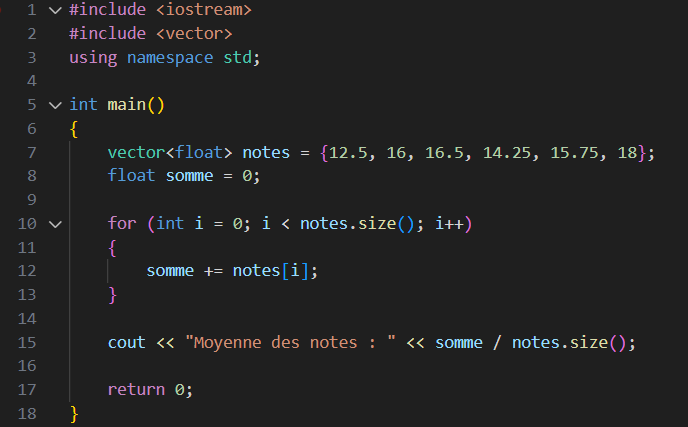 1 #include <iostream>
2 #include <vector>
3 using namespace std;
4
5 int main()
6 {
7     vector<float> notes = {12.5, 16, 16.5, 14.25, 15.75, 18};
8     float somme = 0;
9
10     for (int i = 0; i < notes.size(); i++)
11     {
12         somme += notes[i];
13     }
14
15     cout << "Moyenne des notes : " << somme / notes.size();
16
17     return 0;
18 }